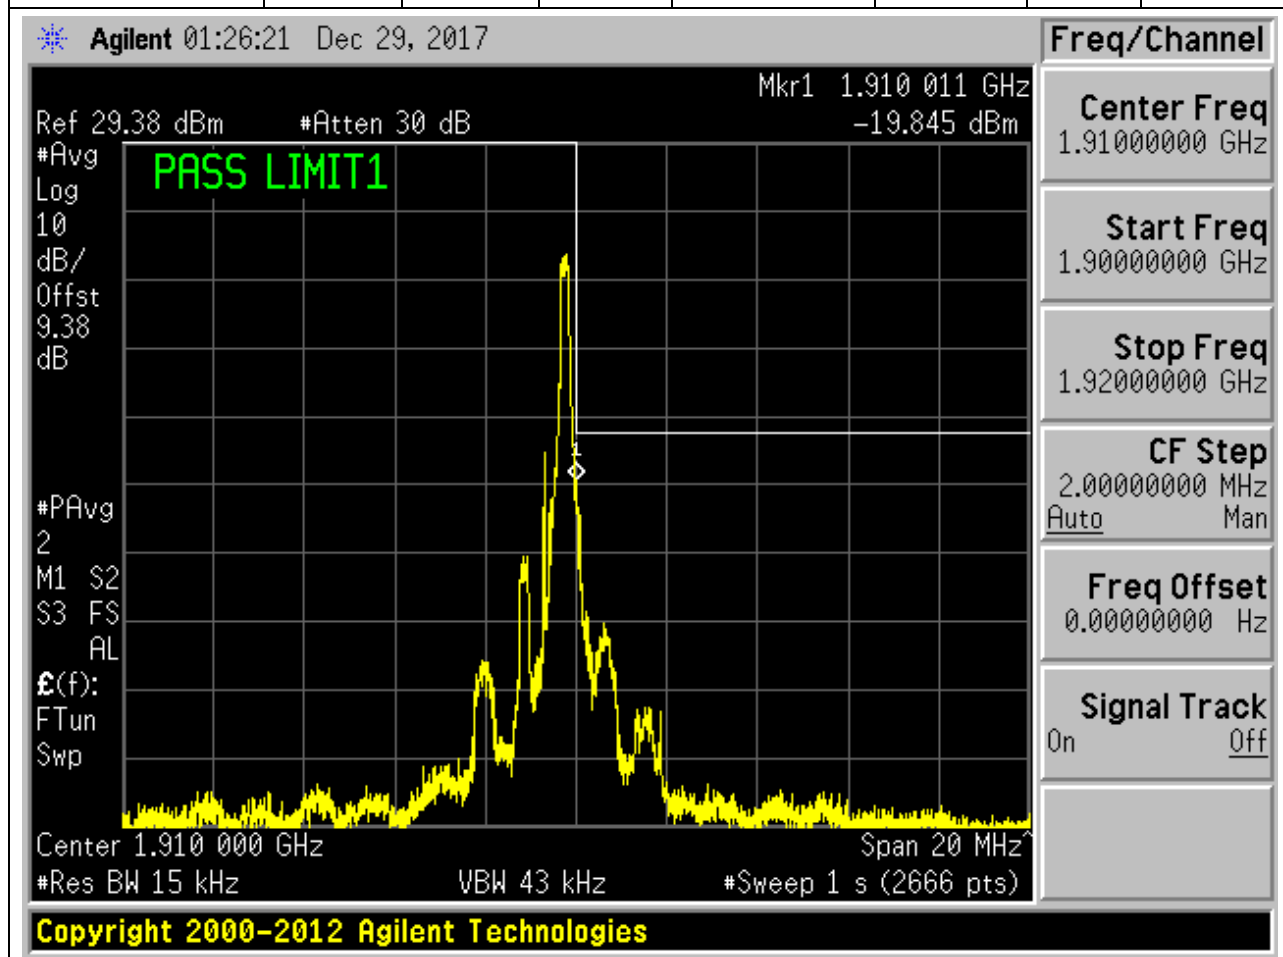 Agilent 01:26:21 Dec 29, 2017
Freq/Channel
Mkr1 1.910 011 GHz
Ref 29.38 dBm #Atten 30 dB -19.845 dBm
#Avg
Log
10
dB/
Offst
9.38
dB
PASS LIMIT1
1
#PAvg
2
M1 S2
S3 FS
AL
£(f):
FTun
Swp
Center 1.910 000 GHz Span 20 MHz^
#Res BW 15 kHz VBW 43 kHz #Sweep 1 s (2666 pts)
Center Freq
1.91000000 GHz
Start Freq
1.90000000 GHz
Stop Freq
1.92000000 GHz
CF Step
2.00000000 MHz
Auto Man
Freq Offset
0.00000000 Hz
Signal Track
On Off
Copyright 2000-2012 Agilent Technologies